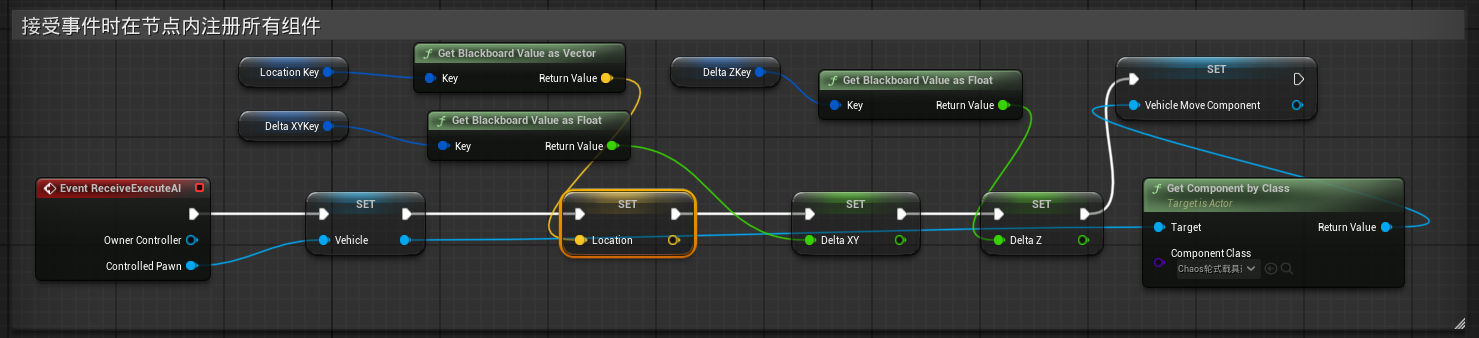 接受事件时在节点内注册所有组件
Get Blackboard Value as Vector
Location Key
Key
Return Value
Delta XYKey
Get Blackboard Value as Float
Key
Return Value
Delta ZKey
Get Blackboard Value as Float
Key
Return Value
SET
Vehicle Move Component
Event ReceiveExecuteAI
Owner Controller
Controlled Pawn
SET
Vehicle
SET
Location
SET
Delta XY
SET
Delta Z
Get Component by Class
Target is Actor
Target
Return Value
Component Class
Chaos轮式载具